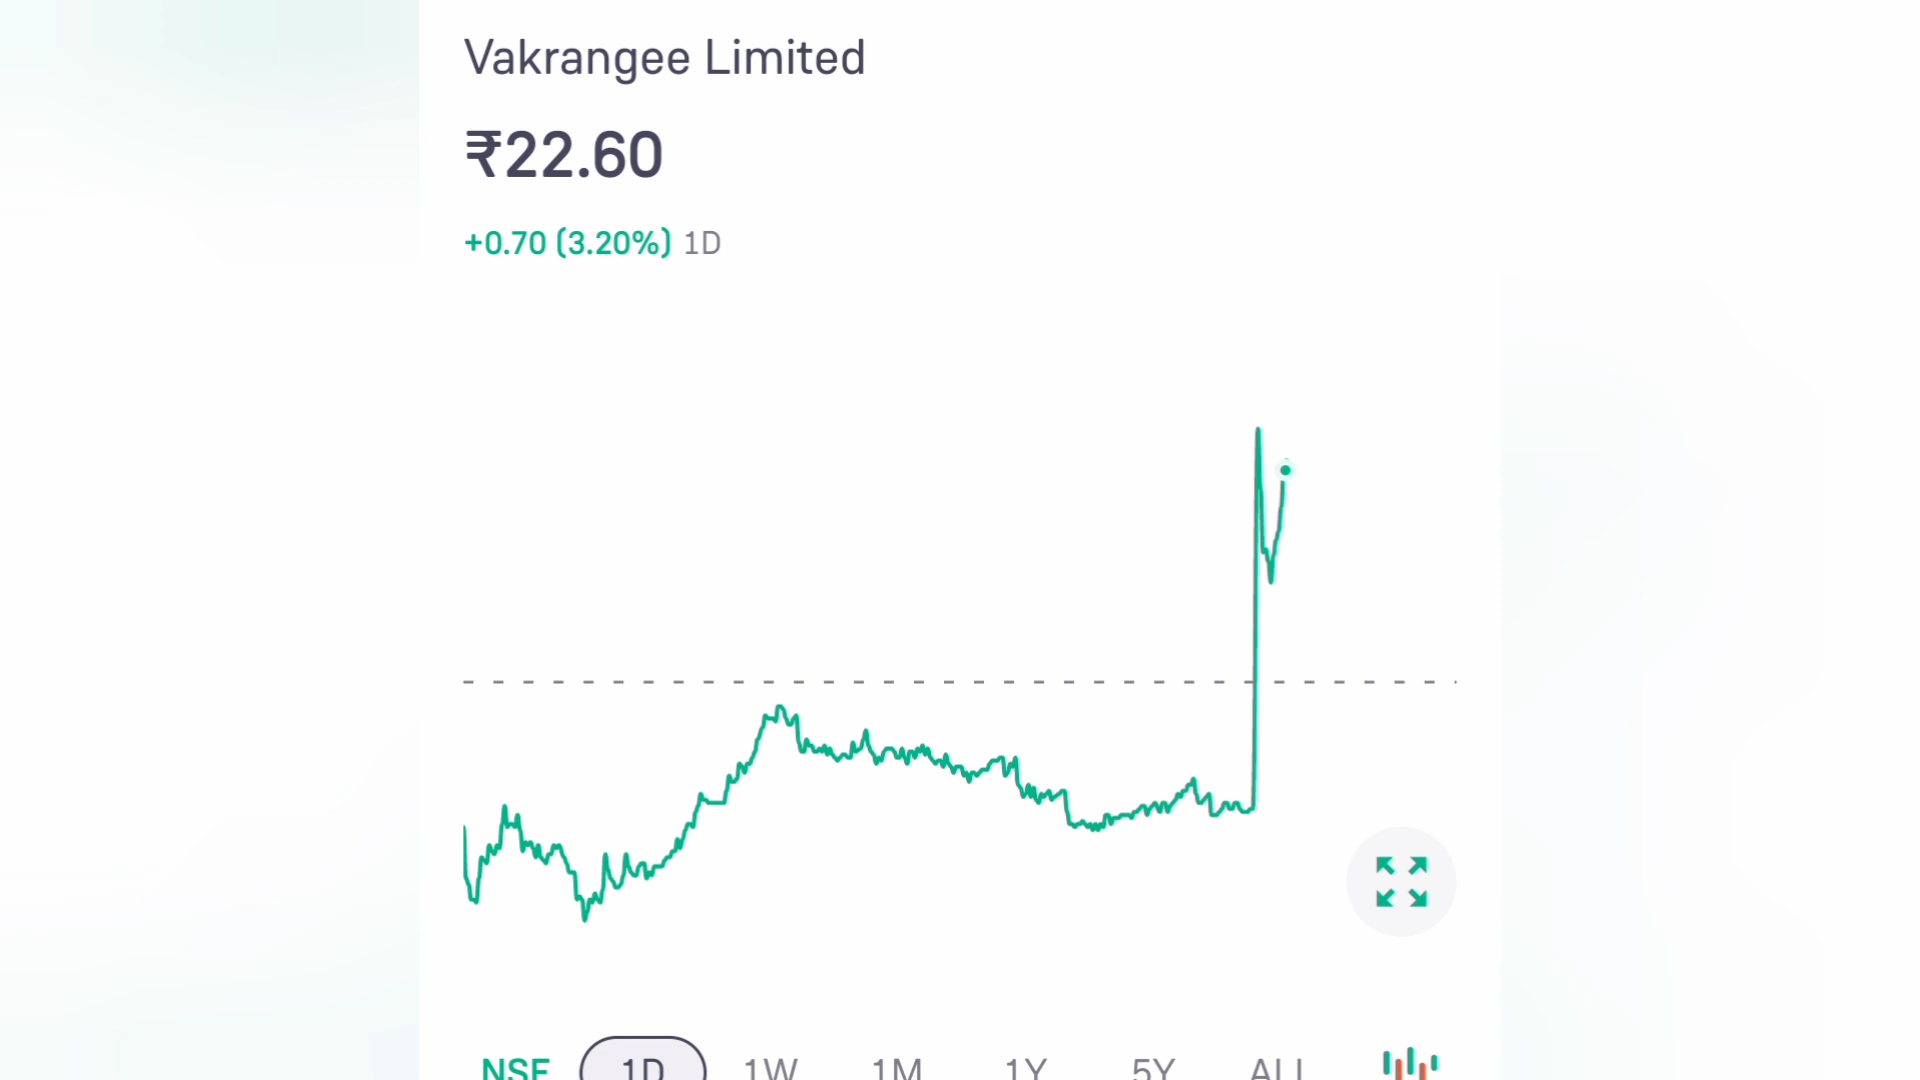 Vakrangee Limited
₹22.60
+0.70 (3.20%) 1D
NSE 1D 1W 1M 1Y 5Y ALL